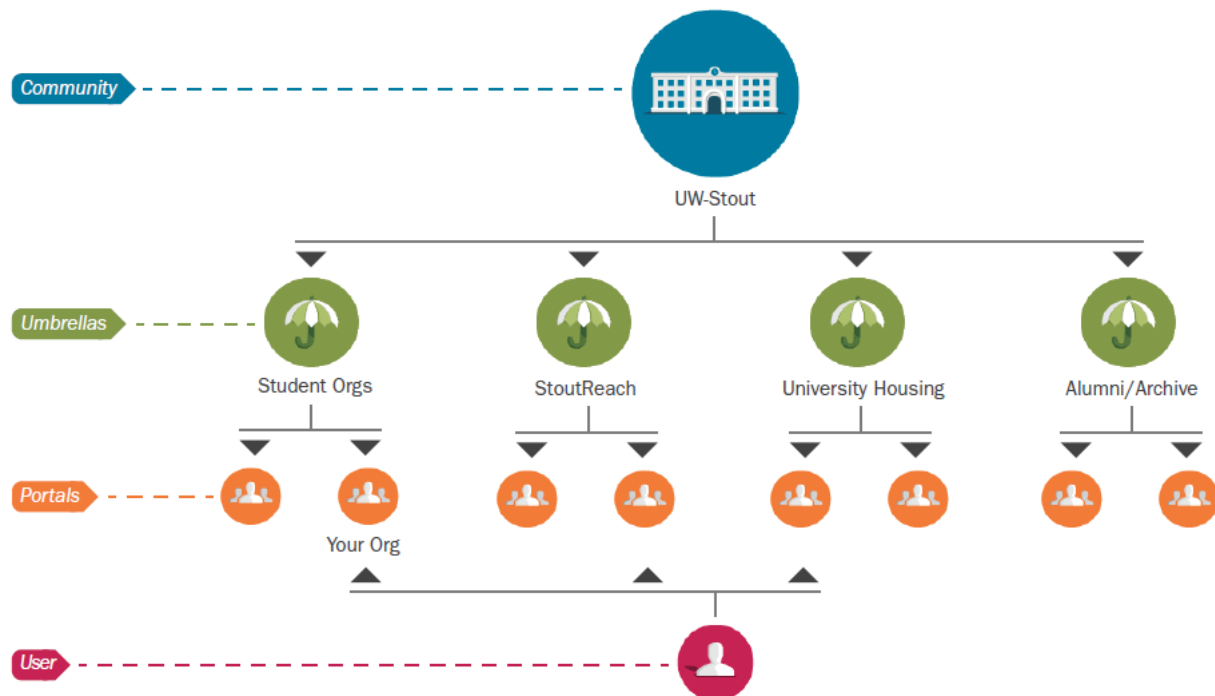 Community
UW-Stout
Umbrellas
Student Orgs
StoutReach
University Housing
Alumni/Archive
Portals
Your Org
User